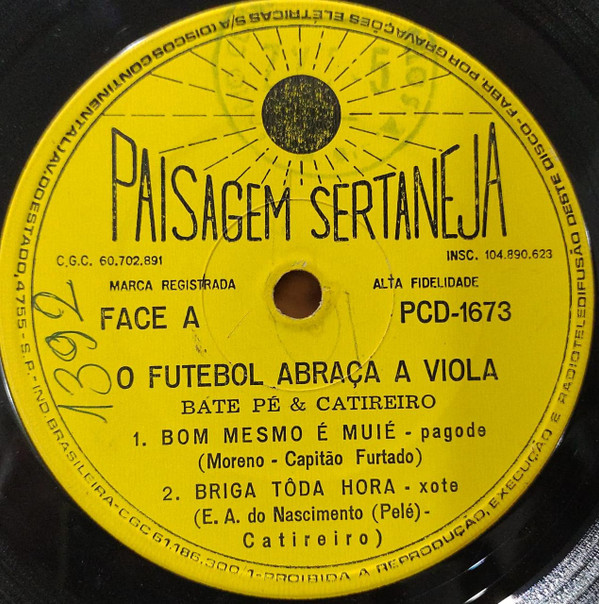 PAISAGEM SERTANEJA
C.G.C. 60.702.891
INSC. 104.890.623
MARCA REGISTRADA
ALTA FIDELIDADE
FACE A
PCD-1673
O FUTEBOL ABRAÇA A VIOLA
BATE PÉ & CATIREIRO
1. BOM MESMO É MUIÉ - pagode
(Moreno - Capitão Furtado)
2. BRIGA TÔDA HORA - xote
(E. A. do Nascimento (Pelé) -
Catireiro)
1392
FABR. POR GRAVAÇÕES ELÉTRICAS S/A (DISCOS CONTINENTAL) AV. DO ESTADO, 4755 - S.P. - IND. BRASILEIRA - CGC 61.186.300/1 - PROIBIDA A REPRODUÇÃO, EXECUÇÃO E RADIOTELEDIFUSÃO DESTE DISCO -